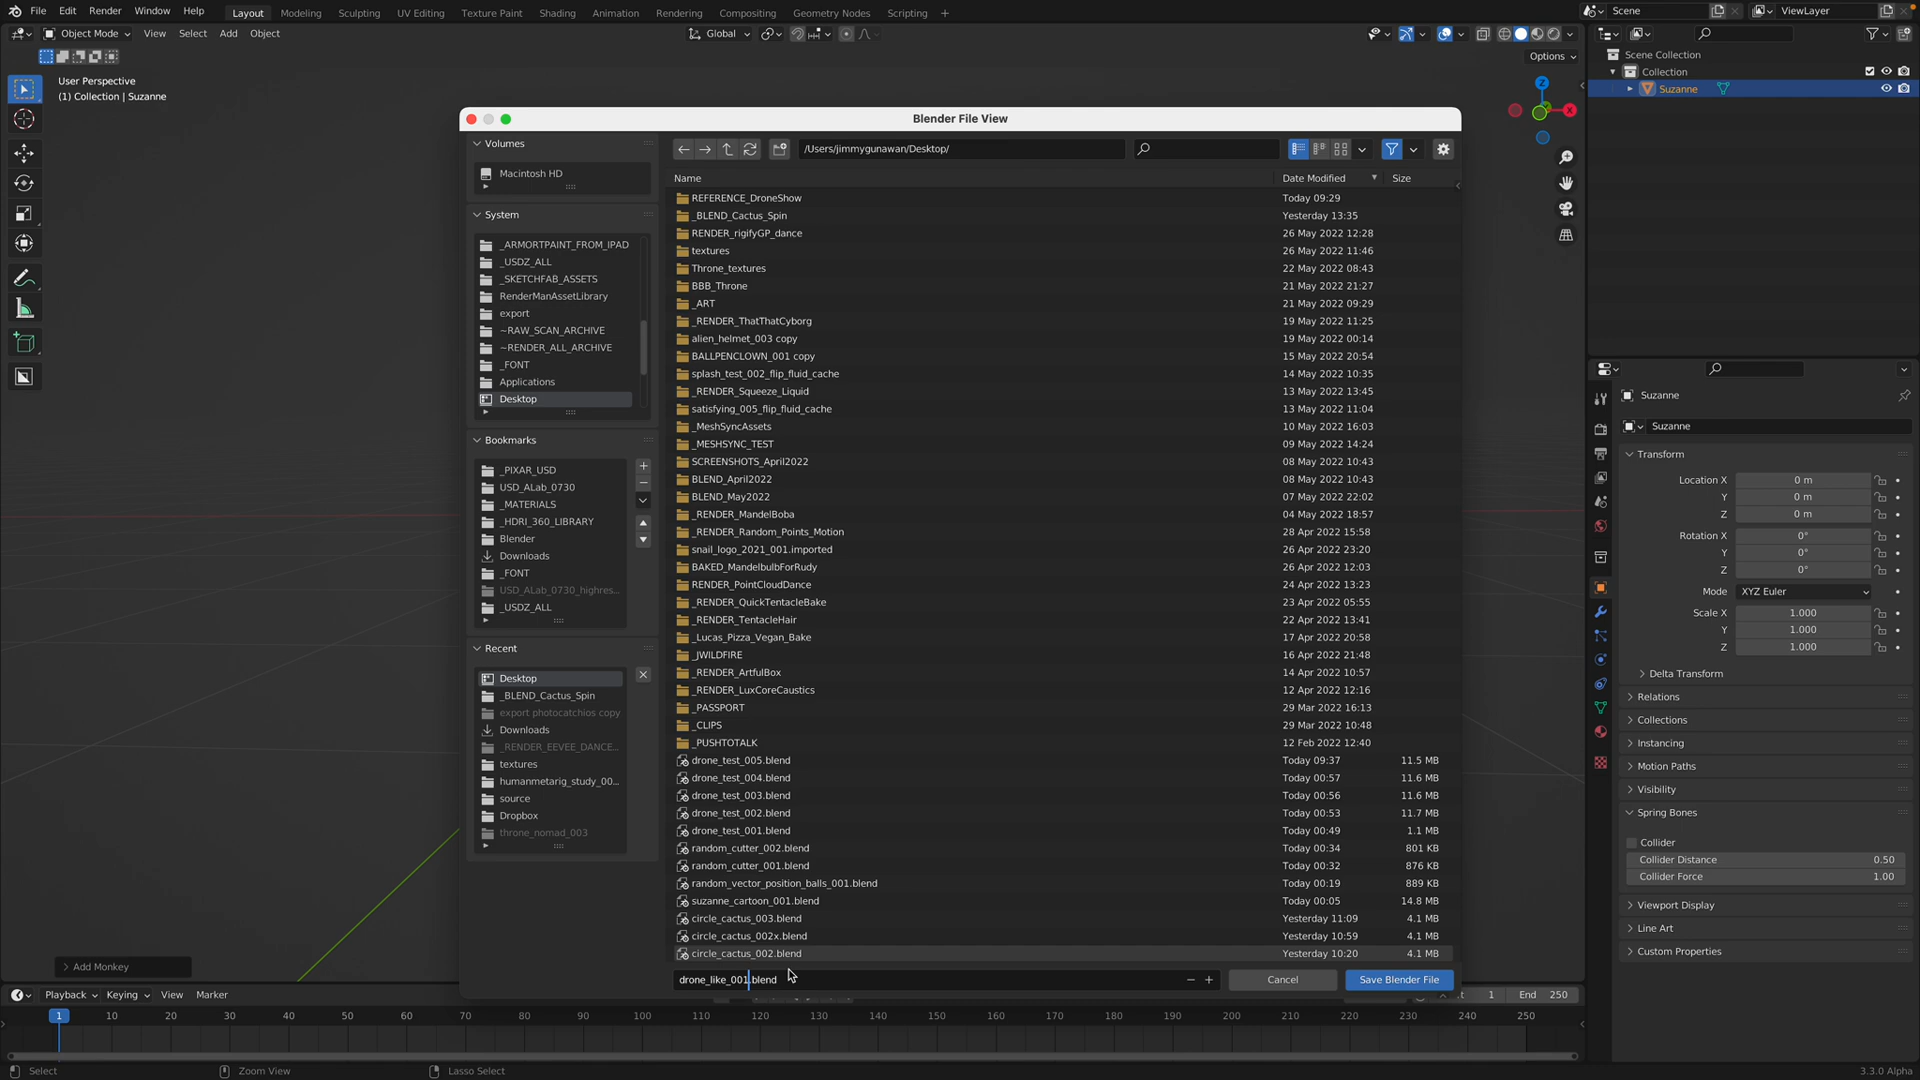 File Edit Render Window Help Layout Modeling Sculpting UV Editing Texture Paint Shading Animation Rendering Compositing Geometry Nodes Scripting + Scene ViewLayer
Object Mode View Select Add Object Global
Options
User Perspective
(1) Collection | Suzanne
Scene Collection
Collection
Suzanne
Blender File View
Volumes
Macintosh HD
System
_ARMORTPAINT_FROM_IPAD
_USDZ_ALL
_SKETCHFAB_ASSETS
RenderManAssetLibrary
export
~RAW_SCAN_ARCHIVE
~RENDER_ALL_ARCHIVE
_FONT
Applications
Desktop
Bookmarks
_PIXAR_USD
USD_ALab_0730
_MATERIALS
_HDRI_360_LIBRARY
Blender
Downloads
_FONT
USD_ALab_0730_highres...
_USDZ_ALL
Recent
Desktop
_BLEND_Cactus_Spin
export photocatchios copy
Downloads
_RENDER_EEVEE_DANCE...
textures
humanmetarig_study_00...
source
Dropbox
throne_nomad_003
/Users/jimmygunawan/Desktop/
Name Date Modified Size
REFERENCE_DroneShow Today 09:29
_BLEND_Cactus_Spin Yesterday 13:35
RENDER_rigifyGP_dance 26 May 2022 12:28
textures 26 May 2022 11:46
Throne_textures 22 May 2022 08:43
BBB_Throne 21 May 2022 21:27
_ART 21 May 2022 09:29
_RENDER_ThatThatCyborg 19 May 2022 11:25
alien_helmet_003 copy 19 May 2022 00:14
BALLPENCLOWN_001 copy 15 May 2022 20:54
splash_test_002_flip_fluid_cache 14 May 2022 10:35
_RENDER_Squeeze_Liquid 13 May 2022 13:45
satisfying_005_flip_fluid_cache 13 May 2022 11:04
_MeshSyncAssets 10 May 2022 16:03
_MESHSYNC_TEST 09 May 2022 14:24
SCREENSHOTS_April2022 08 May 2022 10:43
BLEND_April2022 08 May 2022 10:43
BLEND_May2022 07 May 2022 22:02
_RENDER_MandelBoba 04 May 2022 18:57
_RENDER_Random_Points_Motion 28 Apr 2022 15:58
snail_logo_2021_001.imported 26 Apr 2022 23:20
BAKED_MandelbulbForRudy 26 Apr 2022 12:03
RENDER_PointCloudDance 24 Apr 2022 13:23
_RENDER_QuickTentacleBake 23 Apr 2022 05:55
_RENDER_TentacleHair 22 Apr 2022 13:41
_Lucas_Pizza_Vegan_Bake 17 Apr 2022 20:58
_JWILDFIRE 16 Apr 2022 21:48
_RENDER_ArtfulBox 14 Apr 2022 10:57
_RENDER_LuxCoreCaustics 12 Apr 2022 12:16
_PASSPORT 29 Mar 2022 16:13
_CLIPS 29 Mar 2022 10:48
_PUSHTOTALK 12 Feb 2022 12:40
drone_test_005.blend Today 09:37 11.5 MB
drone_test_004.blend Today 00:57 11.6 MB
drone_test_003.blend Today 00:56 11.6 MB
drone_test_002.blend Today 00:53 11.7 MB
drone_test_001.blend Today 00:49 1.1 MB
random_cutter_002.blend Today 00:34 801 KB
random_cutter_001.blend Today 00:32 876 KB
random_vector_position_balls_001.blend Today 00:19 889 KB
suzanne_cartoon_001.blend Today 00:05 14.8 MB
circle_cactus_003.blend Yesterday 11:09 4.1 MB
circle_cactus_002x.blend Yesterday 10:59 4.1 MB
circle_cactus_002.blend Yesterday 10:20 4.1 MB
drone_like_001.blend Cancel Save Blender File
Suzanne
Suzanne
Transform
Location X 0 m
Y 0 m
Z 0 m
Rotation X 0°
Y 0°
Z 0°
Mode XYZ Euler
Scale X 1.000
Y 1.000
Z 1.000
Delta Transform
Relations
Collections
Instancing
Motion Paths
Visibility
Spring Bones
Collider
Collider Distance 0.50
Collider Force 1.00
Viewport Display
Line Art
Custom Properties
Add Monkey
Playback Keying View Marker 1 End 250
1 10 20 30 40 50 60 70 80 90 100 110 120 130 140 150 160 170 180 190 200 210 220 230 240 250
Select Zoom View Lasso Select 3.3.0 Alpha